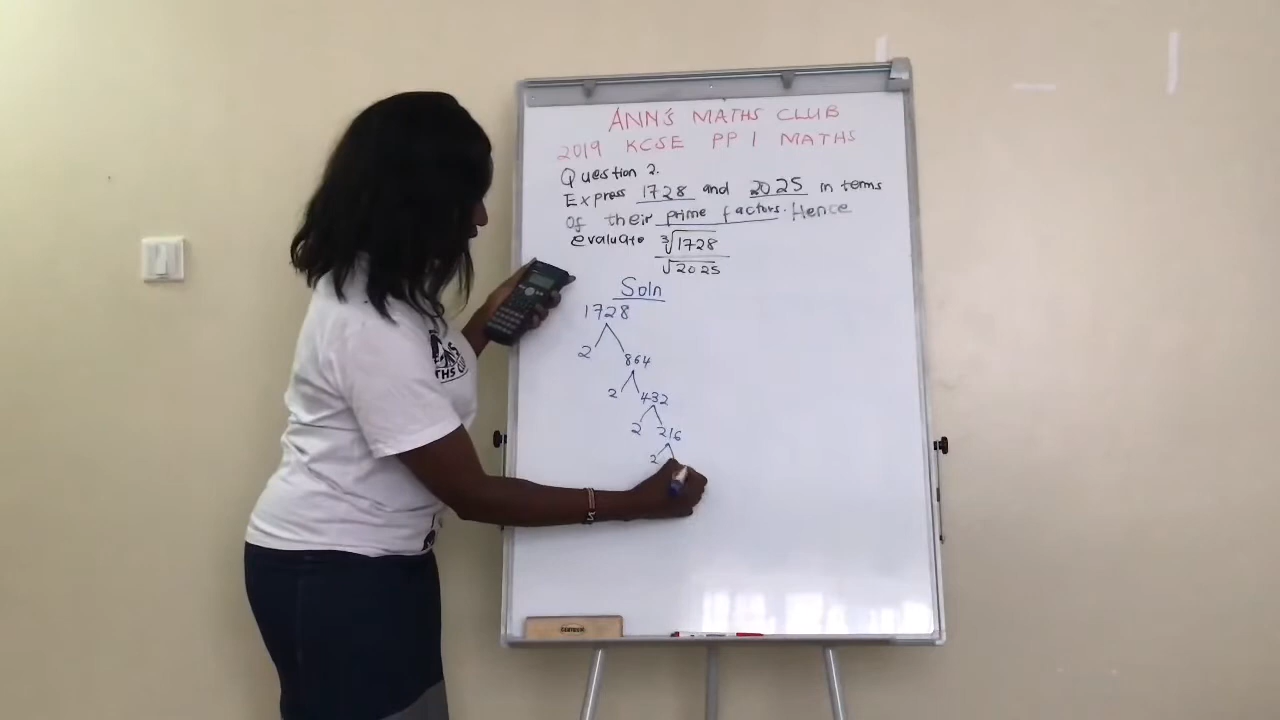 ANN'S MATHS CLUB
2019 KCSE PP 1 MATHS
Question 2.
Express 1728 and 2025 in terms
of their prime factors. Hence
evaluate ∛1728
√2025
Soln
1728
2 864
2 432
2 216
2
THS